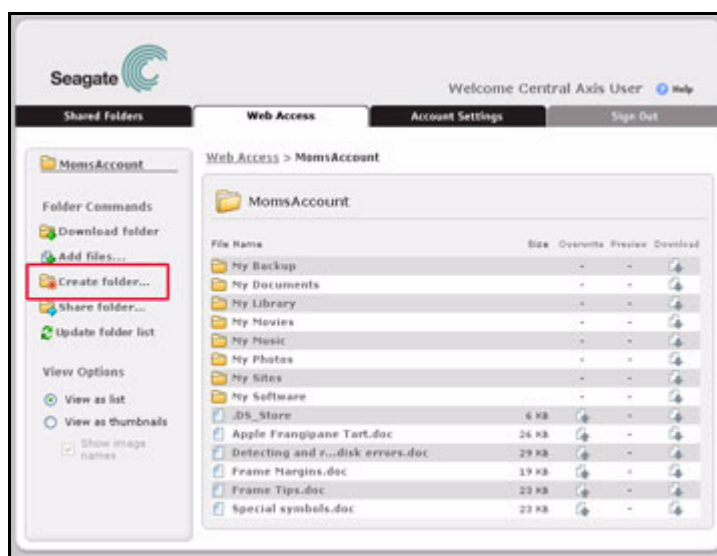 Seagate
Welcome Central Axis User Help
Shared Folders Web Access Account Settings Sign Out
MomsAccount
Web Access > MomsAccount
Folder Commands
Download folder
Add files...
Create folder...
Share folder...
Update folder list
View Options
View as list
View as thumbnails
Show image
names
MomsAccount
File Name Size Overwrite Preview Download
My Backup - -
My Documents - -
My Library - -
My Movies - -
My Music - -
My Photos - -
My Sites - -
My Software - -
.DS_Store 6 KB -
Apple Frangipane Tart.doc 26 KB -
Detecting and r...disk errors.doc 29 KB -
Frame Margins.doc 19 KB -
Frame Tips.doc 23 KB -
Special symbols.doc 23 KB -